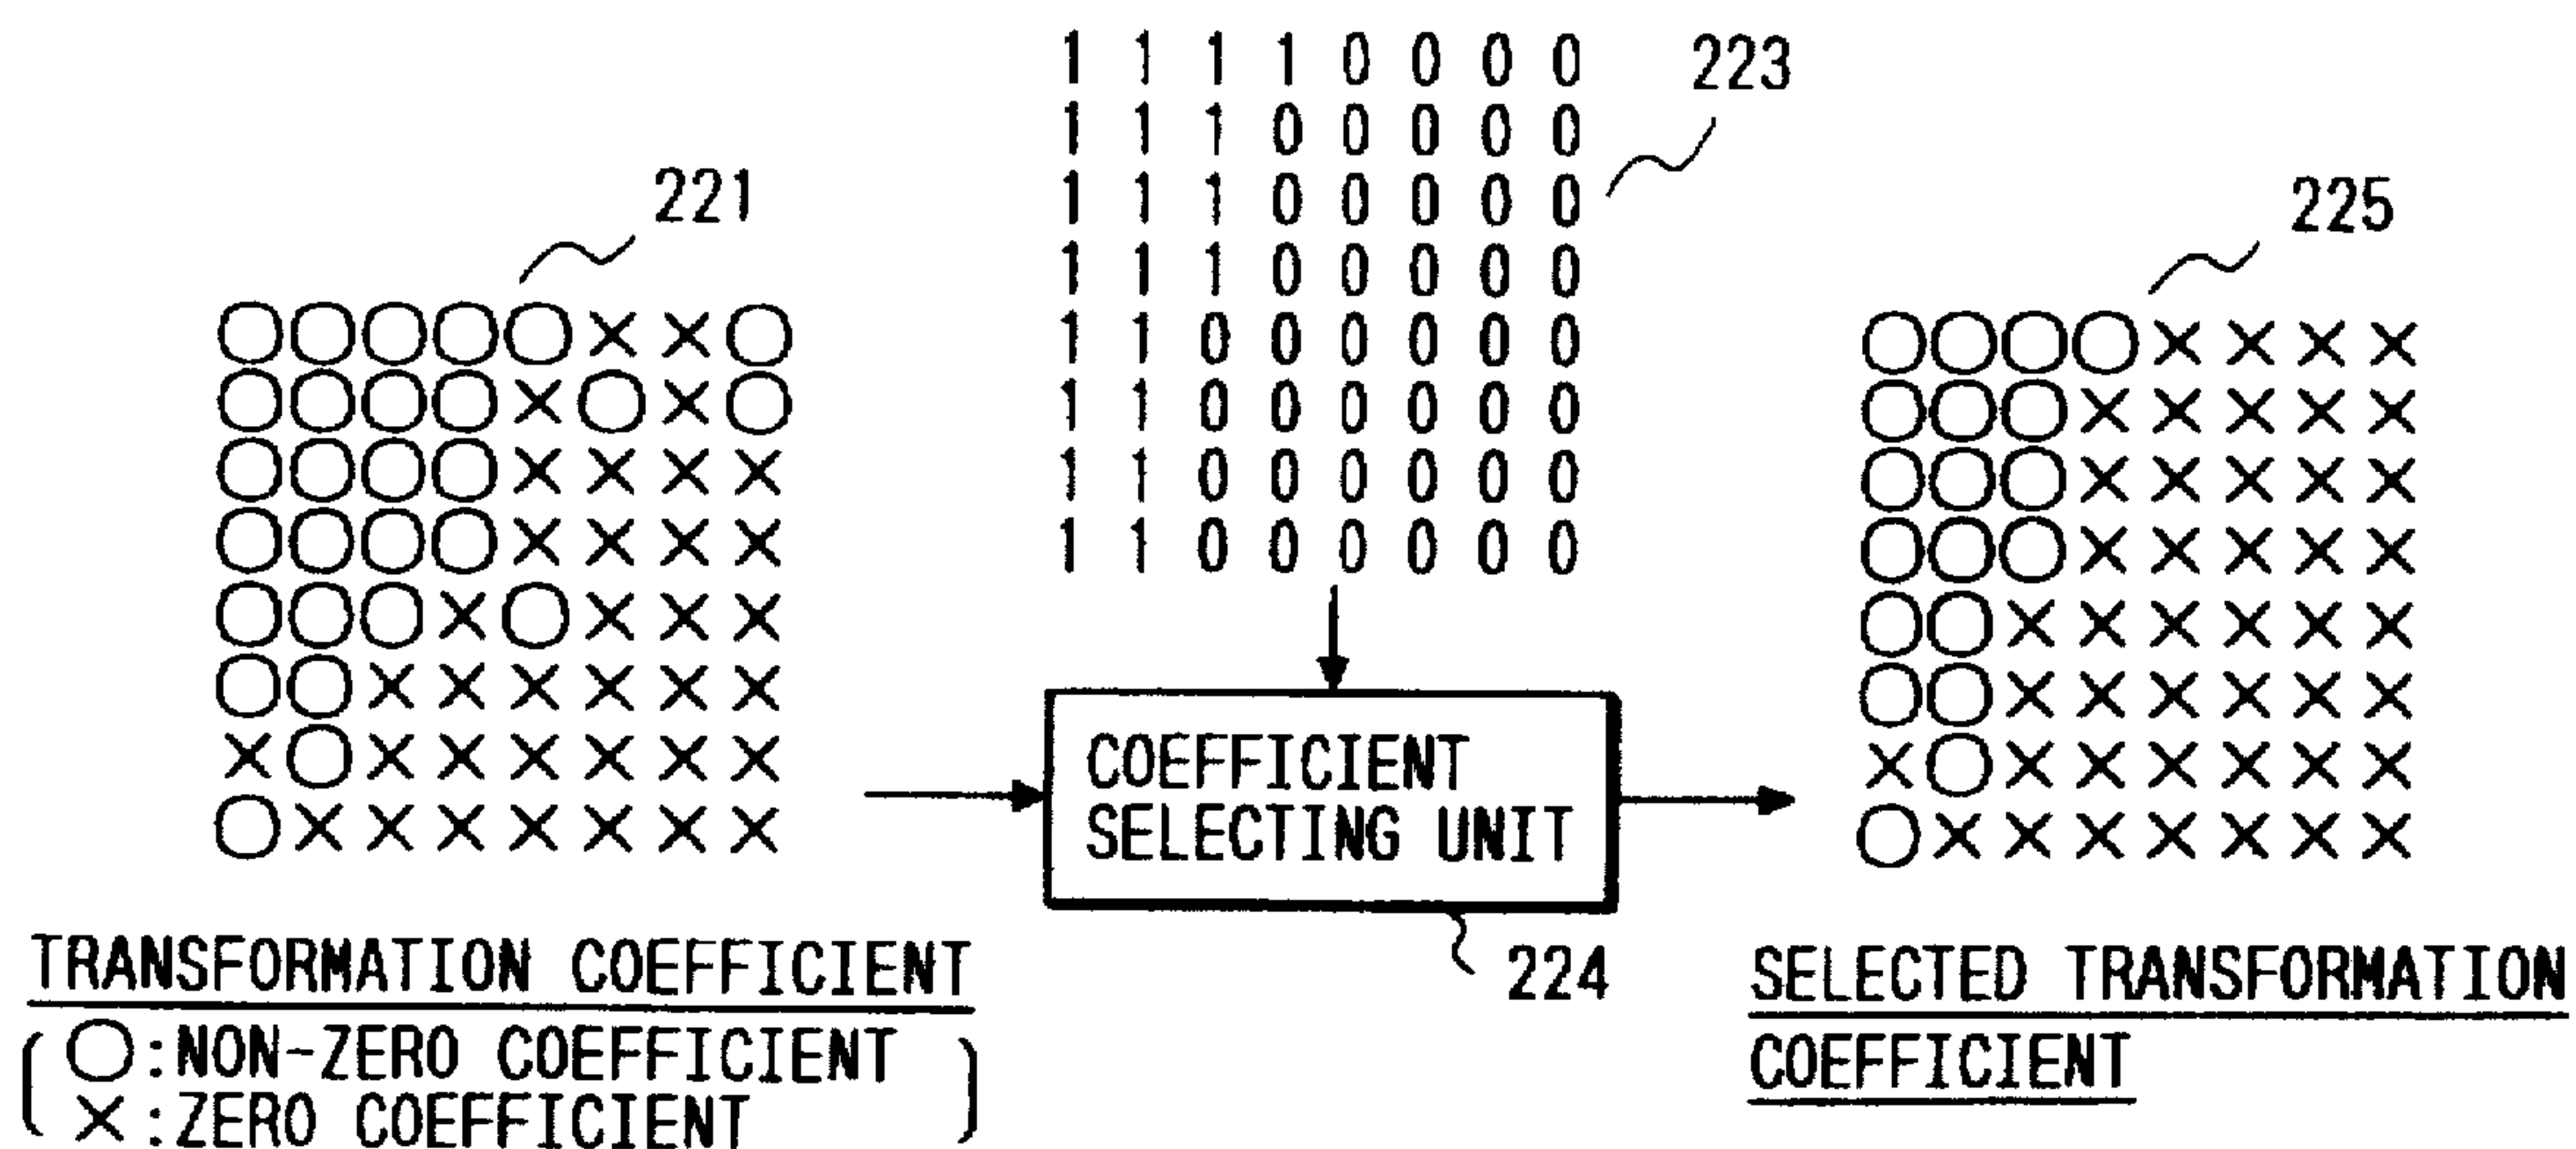 1 1 1 1 0 0 0 0
1 1 1 0 0 0 0 0
1 1 1 0 0 0 0 0
1 1 1 0 0 0 0 0
1 1 0 0 0 0 0 0
1 1 0 0 0 0 0 0
1 1 0 0 0 0 0 0
1 1 0 0 0 0 0 0
223
221
225
○○○○○××○
○○○○×○×○
○○○○××××
○○○○××××
○○○×○×××
○○××××××
×○××××××
○×××××××
COEFFICIENT
SELECTING UNIT
224
○○○○××××
○○○×××××
○○○×××××
○○○×××××
○○××××××
○○××××××
×○××××××
○×××××××
TRANSFORMATION COEFFICIENT
○:NON-ZERO COEFFICIENT
×:ZERO COEFFICIENT
SELECTED TRANSFORMATION
COEFFICIENT